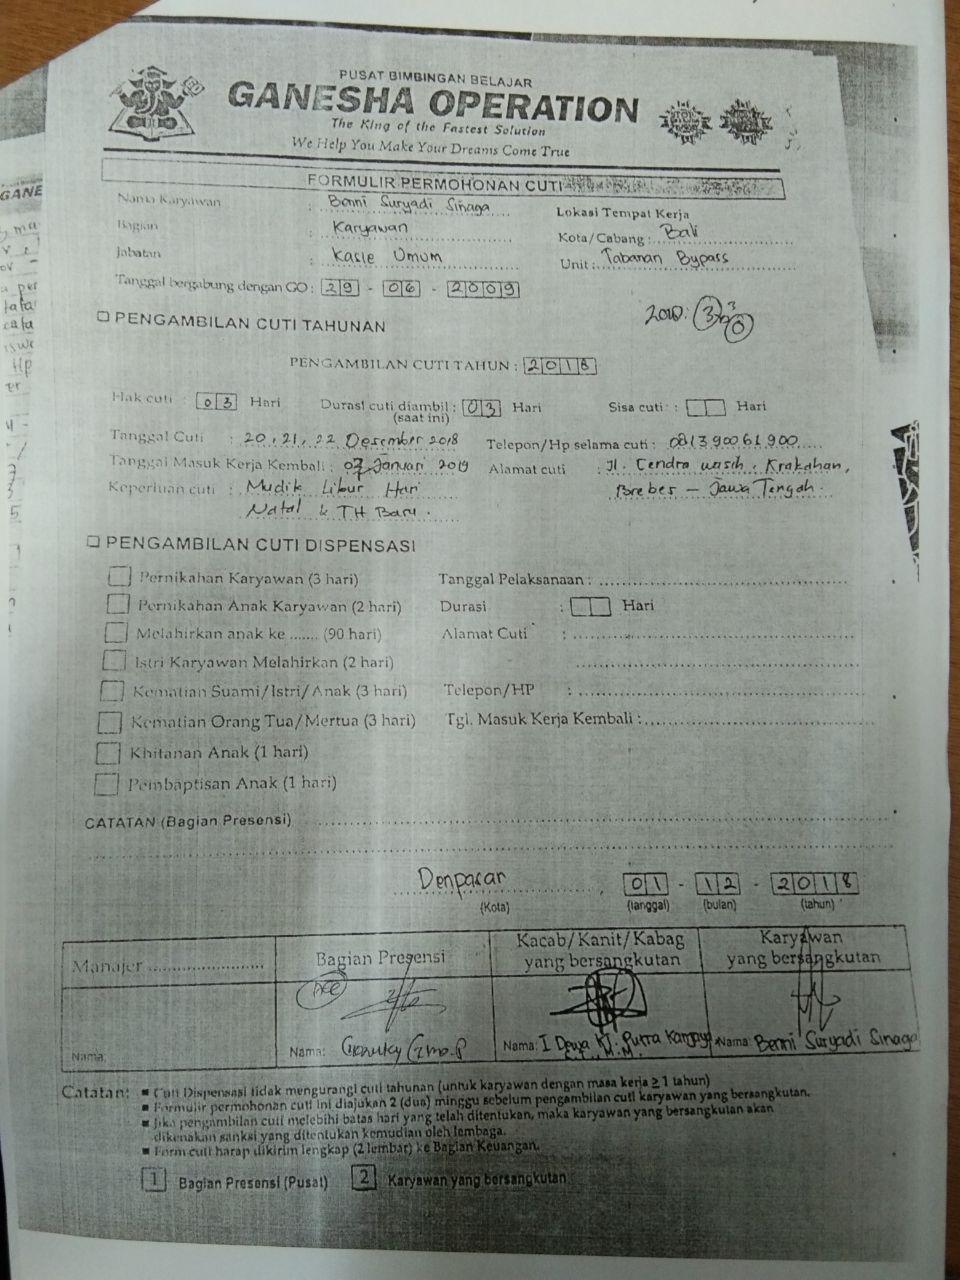 PUSAT BIMBINGAN BELAJAR
GANESHA OPERATION
The King of the Fastest Solution
We Help You Make Your Dreams Come True
FORMULIR PERMOHONAN CUTI
Nama Karyawan : Benni Suryadi Sinaga
Lokasi Tempat Kerja
Bagian : Karyawan
Kota/Cabang : Bali
Jabatan : Kasie Umum
Unit : Tabanan Bypass
Tanggal bergabung dengan GO : 29 - 06 - 2009
☐ PENGAMBILAN CUTI TAHUNAN
PENGAMBILAN CUTI TAHUN : 2018
Hak cuti : 03 Hari Durasi cuti diambil : 03 Hari Sisa cuti : Hari
(saat ini)
Tanggal Cuti : 20, 21, 22 Desember 2018 Telepon/Hp selama cuti : 081390061900
Tanggal Masuk Kerja Kembali : 07 Januari 2019 Alamat cuti : Jl. Cendra wasih, Krakahan,
Keperluan cuti : Mudik Libur Hari Brebes - Jawa Tengah.
Natal & TH Baru.
☐ PENGAMBILAN CUTI DISPENSASI
☐ Pernikahan Karyawan (3 hari) Tanggal Pelaksanaan :
☐ Pernikahan Anak Karyawan (2 hari) Durasi : Hari
☐ Melahirkan anak ke ....... (90 hari) Alamat Cuti :
☐ Istri Karyawan Melahirkan (2 hari)
☐ Kematian Suami/Istri/Anak (3 hari) Telepon/HP :
☐ Kematian Orang Tua/Mertua (3 hari) Tgl. Masuk Kerja Kembali :
☐ Khitanan Anak (1 hari)
☐ Pembaptisan Anak (1 hari)
CATATAN (Bagian Presensi)
Denpasar, 01 - 12 - 2018
(Kota) (tanggal) (bulan) (tahun)
Manajer Bagian Presensi Kacab/Kanit/Kabag yang bersangkutan Karyawan yang bersangkutan
Nama: Nama: Nama: I Dewa Kt. Putra Nama: Benni Suryadi Sinaga
Catatan: ■ Cuti Dispensasi tidak mengurangi cuti tahunan (untuk karyawan dengan masa kerja ≥ 1 tahun)
■ Formulir permohonan cuti ini diajukan 2 (dua) minggu sebelum pengambilan cuti karyawan yang bersangkutan.
■ Jika pengambilan cuti melebihi batas hari yang telah ditentukan, maka karyawan yang bersangkutan akan
dikenakan sanksi yang ditentukan kemudian oleh lembaga.
■ Form cuti harap dikirim lengkap (2 lembar) ke Bagian Keuangan.
1 Bagian Presensi (Pusat) 2 Karyawan yang bersangkutan